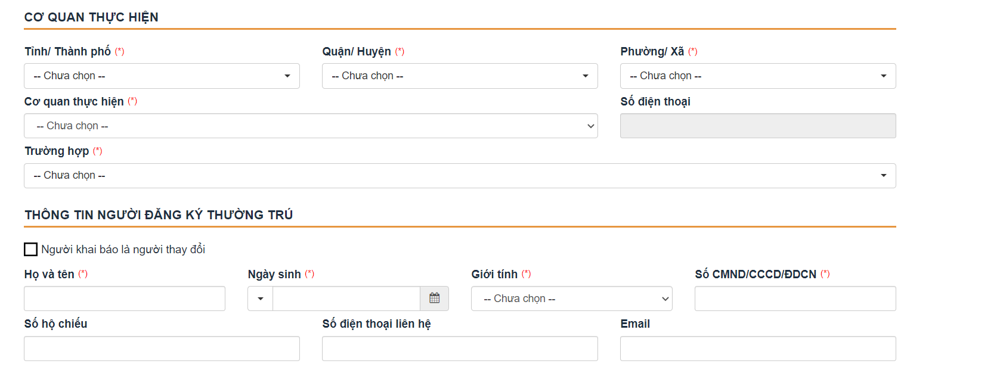 CƠ QUAN THỰC HIỆN
Tỉnh/ Thành phố (*) Quận/ Huyện (*) Phường/ Xã (*)
-- Chưa chọn -- -- Chưa chọn -- -- Chưa chọn --
Cơ quan thực hiện (*) Số điện thoại
-- Chưa chọn --
Trường hợp (*)
-- Chưa chọn --
THÔNG TIN NGƯỜI ĐĂNG KÝ THƯỜNG TRÚ
Người khai báo là người thay đổi
Họ và tên (*) Ngày sinh (*) Giới tính (*) Số CMND/CCCD/ĐDCN (*)
-- Chưa chọn --
Số hộ chiếu Số điện thoại liên hệ Email